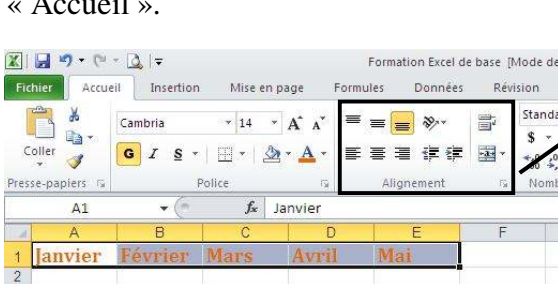 « Accueil ».
Formation Excel de base [Mode de
Fichier Accueil Insertion Mise en page Formules Données Révision
Coller
Cambria 14 A A
G I S A
Standa
$
Presse-papiers Police Alignement Nomb
A1 fx Janvier
A B C D E F
1 Janvier Février Mars Avril Mai
2